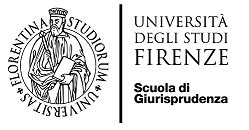 FLORENTINA STUDIORUM UNIVERSITAS
UNIVERSITÀ
DEGLI STUDI
FIRENZE
Scuola di
Giurisprudenza